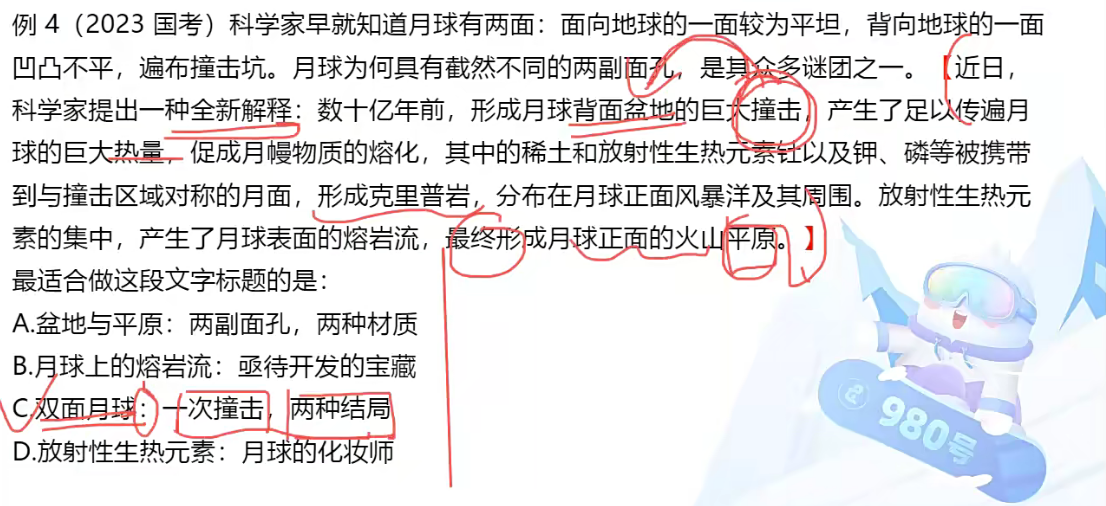 例 4（2023 国考）科学家早就知道月球有两面：面向地球的一面较为平坦，背向地球的一面
凹凸不平，遍布撞击坑。月球为何具有截然不同的两副面孔，是其众多谜团之一。【近日，
科学家提出一种全新解释：数十亿年前，形成月球背面盆地的巨大撞击，产生了足以传遍月
球的巨大热量，促成月幔物质的熔化，其中的稀土和放射性生热元素钍以及钾、磷等被携带
到与撞击区域对称的月面，形成克里普岩，分布在月球正面风暴洋及其周围。放射性生热元
素的集中，产生了月球表面的熔岩流，最终形成月球正面的火山平原。】
最适合做这段文字标题的是：
A.盆地与平原：两副面孔，两种材质
B.月球上的熔岩流：亟待开发的宝藏
C.双面月球：一次撞击，两种结局
D.放射性生热元素：月球的化妆师
980号